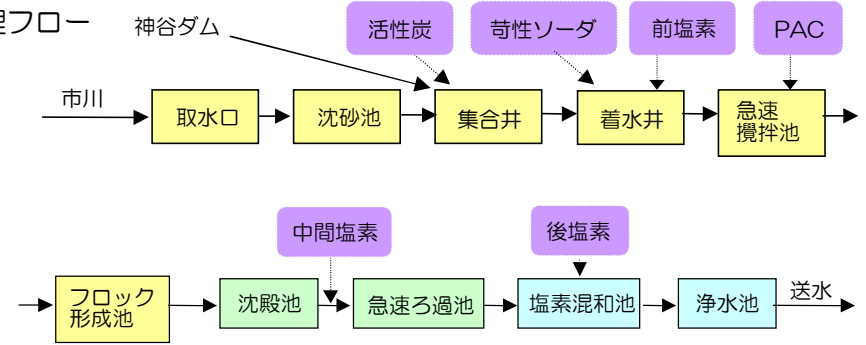 理フロー
神谷ダム
活性炭
苛性ソーダ
前塩素
PAC
市川
取水口
沈砂池
集合井
着水井
急速
攪拌池
中間塩素
後塩素
フロック
形成池
沈殿池
急速ろ過池
塩素混和池
浄水池
送水